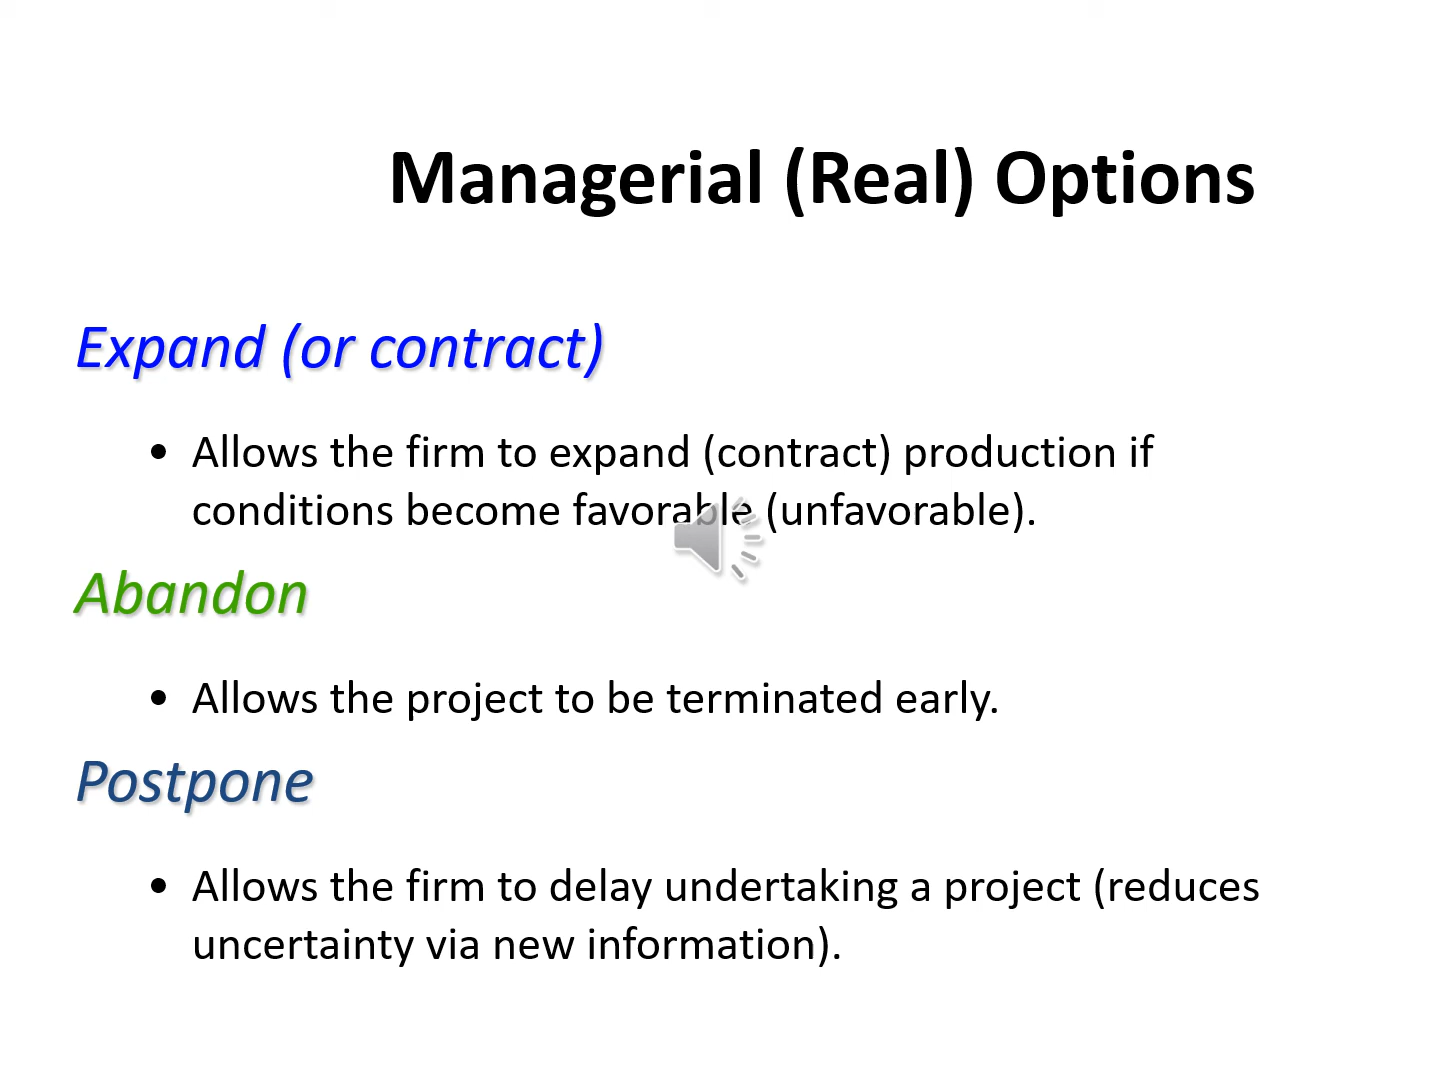 Managerial (Real) Options
Expand (or contract)
• Allows the firm to expand (contract) production if
conditions become favorable (unfavorable).
Abandon
• Allows the project to be terminated early.
Postpone
• Allows the firm to delay undertaking a project (reduces
uncertainty via new information).